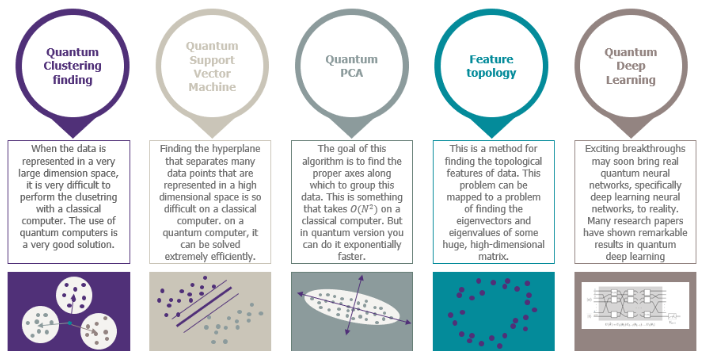 Quantum
Clustering
finding
Quantum
Support
Vector
Machine
Quantum
PCA
Feature
topology
Quantum
Deep
Learning
When the data is
represented in a very
large dimension space,
it is very difficult to
perform the clusetring
with a classical
computer. The use of
quantum computers is
a very good solution.
Finding the hyperplane
that separates many
data points that are
represented in a high
dimensional space is so
difficult on a classical
computer. on a
quantum computer, it
can be solved
extremely efficiently.
The goal of this
algorithm is to find the
proper axes along
which to group this
data. This is something
that takes O(N²) on a
classical computer. But
in quantum version you
can do it exponentially
faster.
This is a method for
finding the topological
features of data. This
problem can be
mapped to a problem
of finding the
eigenvectors and
eigenvalues of some
huge, high-dimensional
matrix.
Exciting breakthroughs
may soon bring real
quantum neural
networks, specifically
deep learning neural
networks, to reality.
Many research papers
have shown remarkable
results in quantum
deep learning